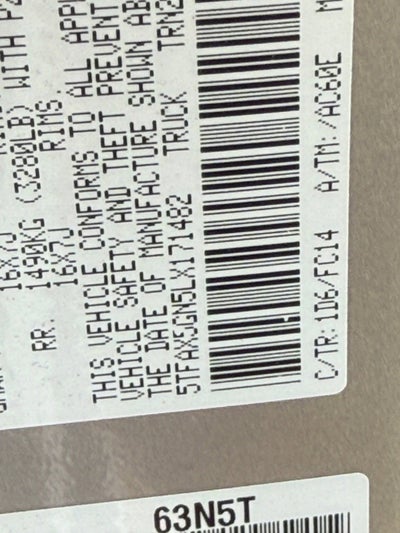 16X7J
1490KG (3280LB) WITH
RR. 16X7J RIMS
THIS VEHICLE CONFORMS TO ALL APPL
VEHICLE SAFETY AND THEFT PREVENT
THE DATE OF MANUFACTURE SHOWN AB
5TFAX5GN5LX171482 TRUCK TRN2
C/TR: 1D6/FC14 A/TM: /AC60E M
63N5T